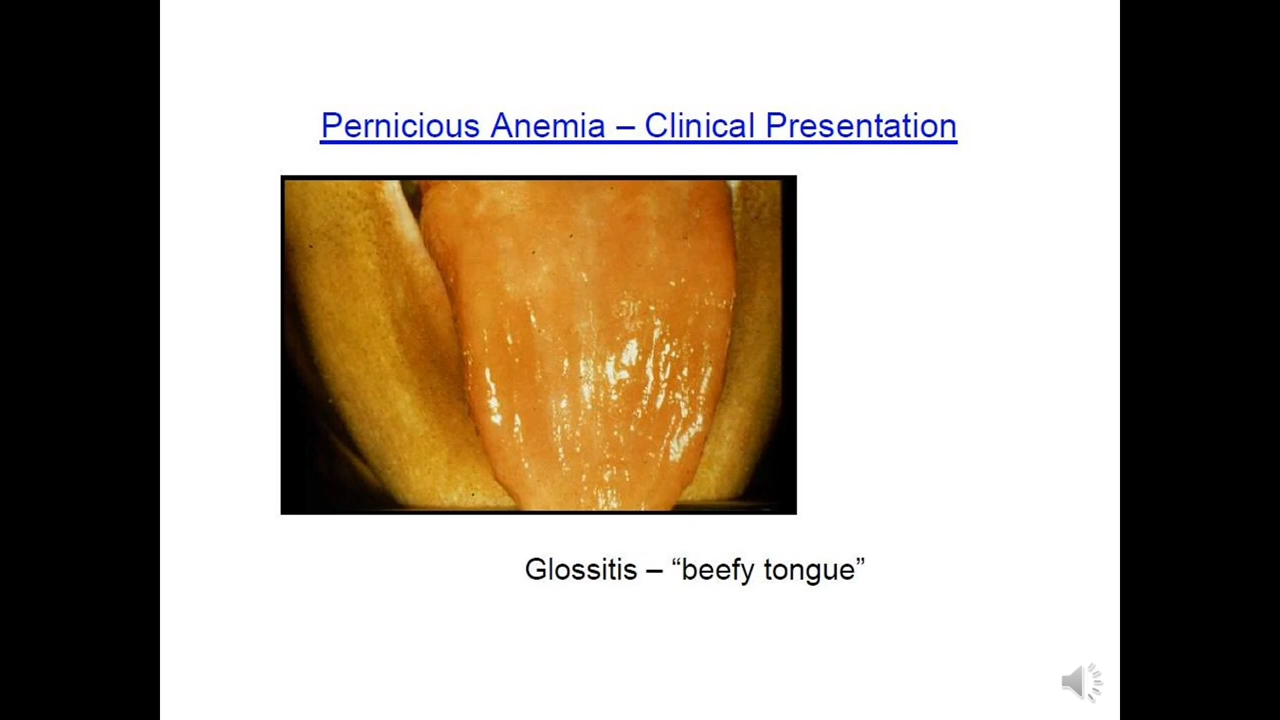 Pernicious Anemia – Clinical Presentation
Glossitis – “beefy tongue”